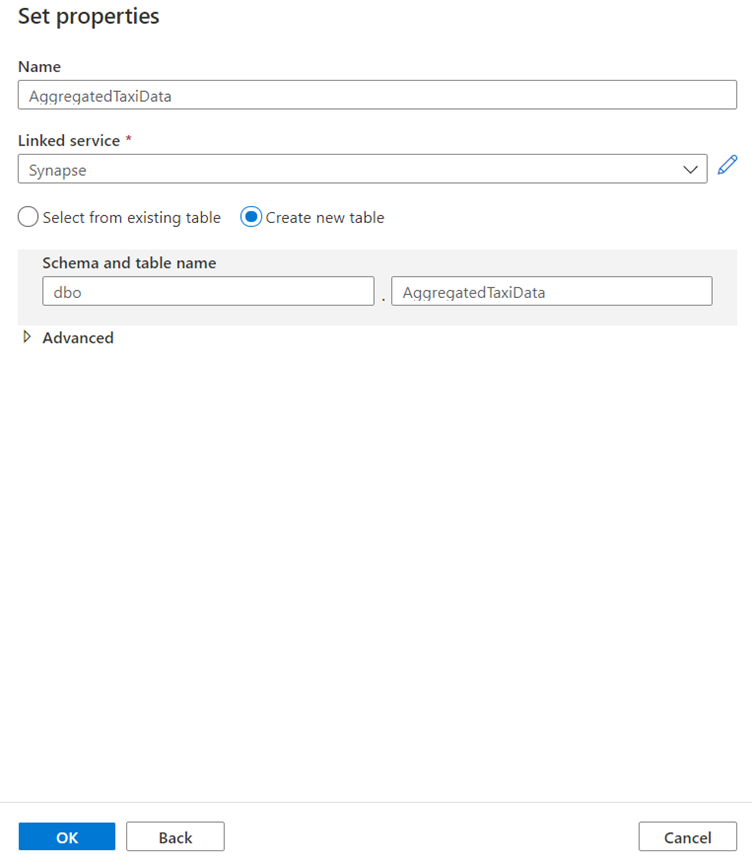 Set properties
Name
AggregatedTaxiData
Linked service *
Synapse
Select from existing table Create new table
Schema and table name
dbo . AggregatedTaxiData
Advanced
OK Back Cancel